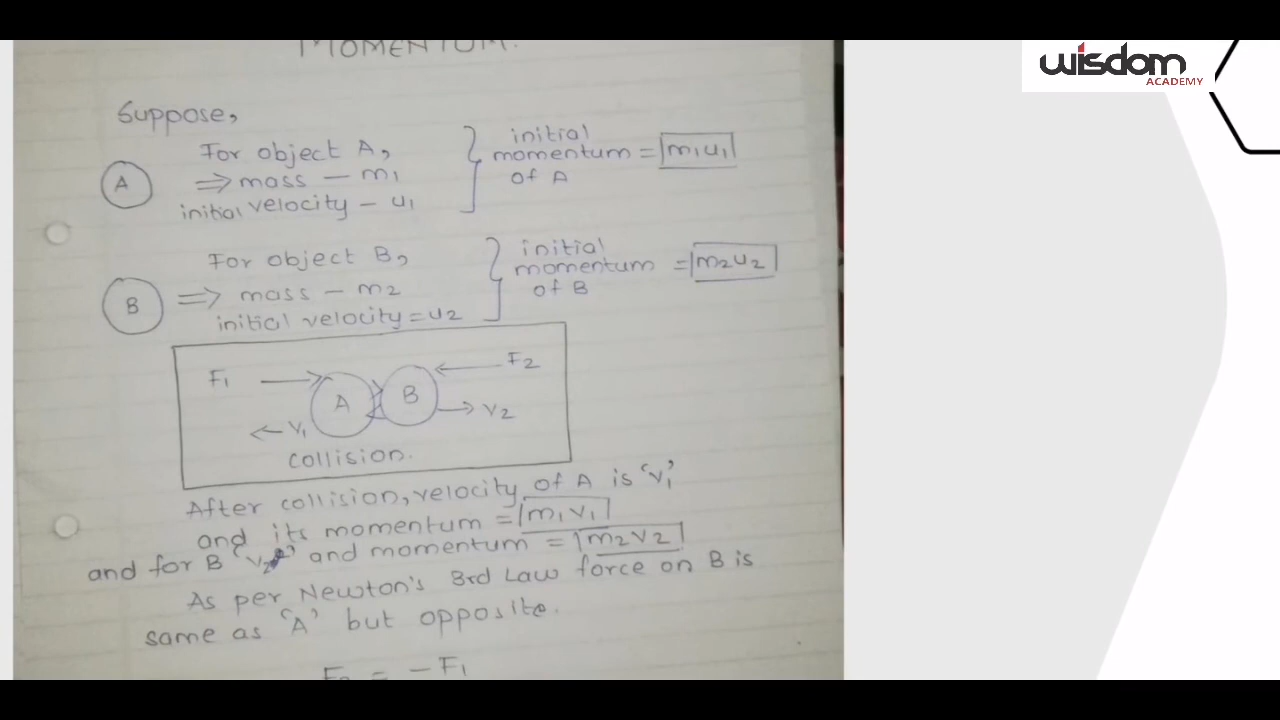 MOMENTUM.
wisdom
ACADEMY
Suppose,
A
For object A,
⇒ mass – m₁
initial velocity – u₁
initial
momentum = m₁u₁
of A
B
For object B,
⇒ mass – m₂
initial velocity = u₂
initial
momentum = m₂u₂
of B
F₁ → A B ← F₂
← V₁ → V₂
collision.
After collision, velocity of A is ‘V₁’
and its momentum = m₁V₁
and for B ‘V₂’ and momentum = m₂V₂
As per Newton's 3rd Law force on B is
same as ‘A’ but opposite.
F₂ = – F₁